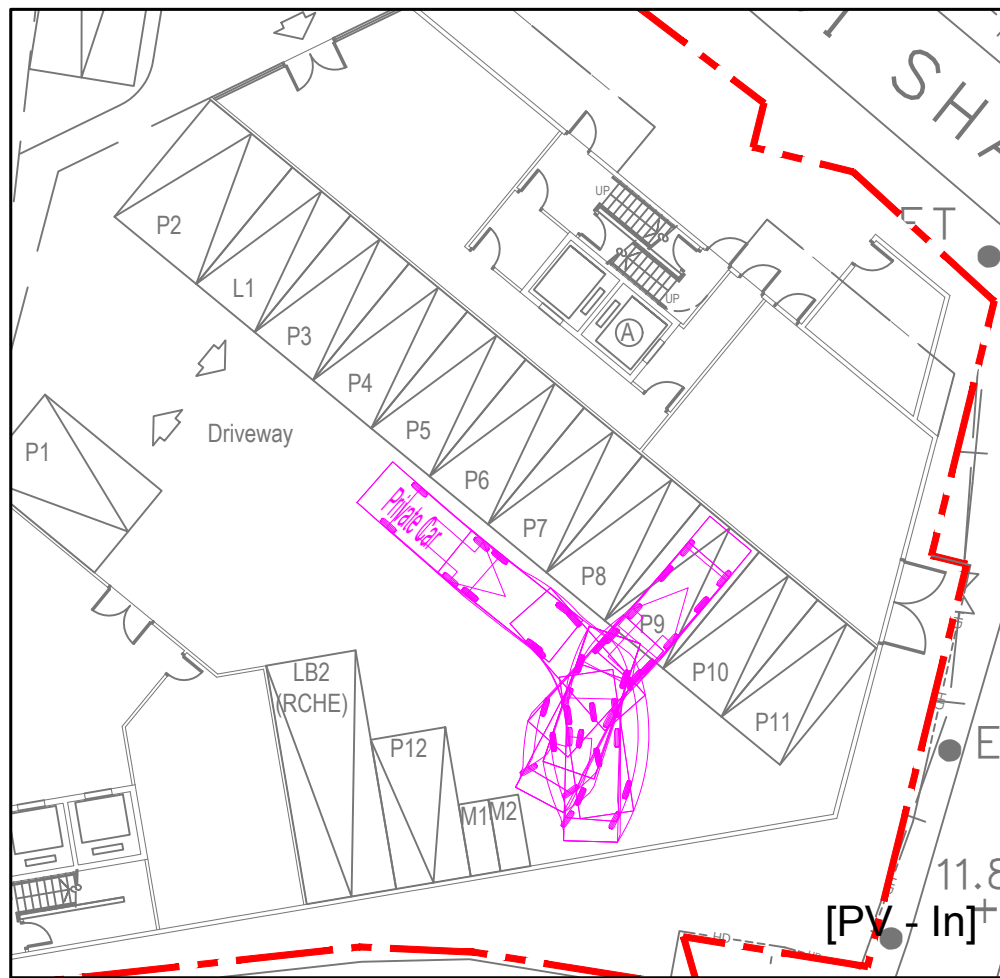 SHA
ET
UP
UP
A
P2
L1
P3
P4
P5
P6
P7
P8
P9
P10
P11
P1
Driveway
Private Car
LB2
(RCHE)
P12
M1
M2
E
11.8
+
[PV - In]
HD
HD